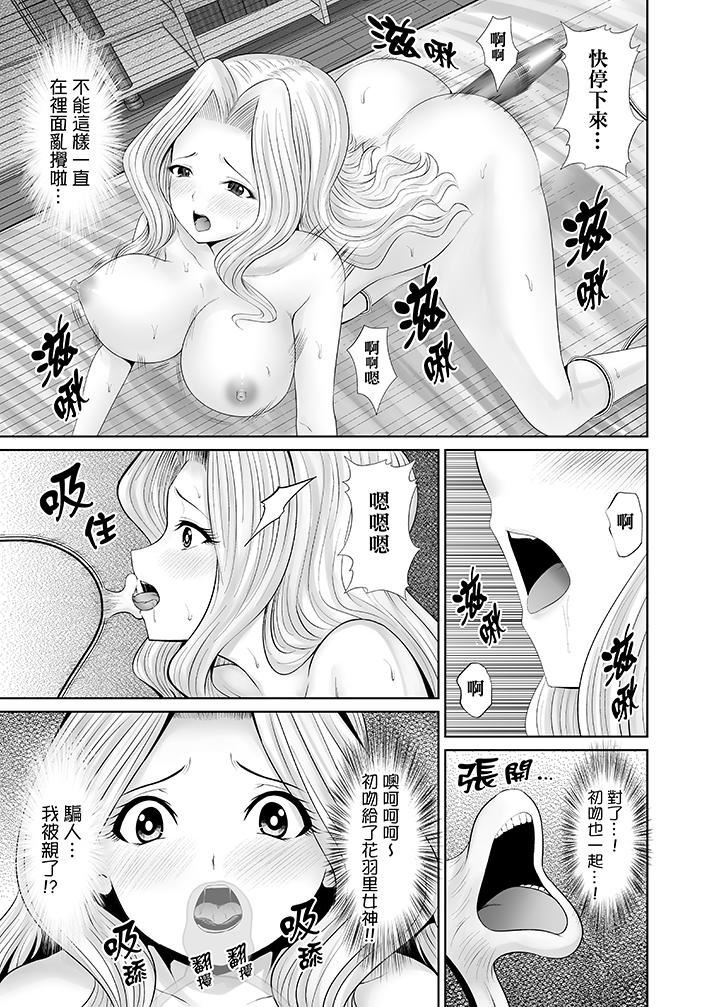 快停下來…
啊啊
滋
啾
不能這樣一直
在裡面亂攪啦…
滋
啾
滋
啾
啊啊嗯
滋
啾
啊
滋
啾
滋
啾
啊
嗯嗯嗯
吸
住
對了…!
初吻也一起…!
張開…
噢呵呵呵~
初吻給了花羽里女神!!
騙人…
我被親了!?
吸
舔
翻
攪
翻
攪
吸
舔